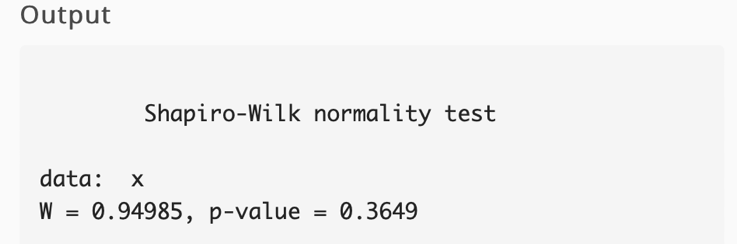 Output
Shapiro-Wilk normality test
data:  x
W = 0.94985, p-value = 0.3649